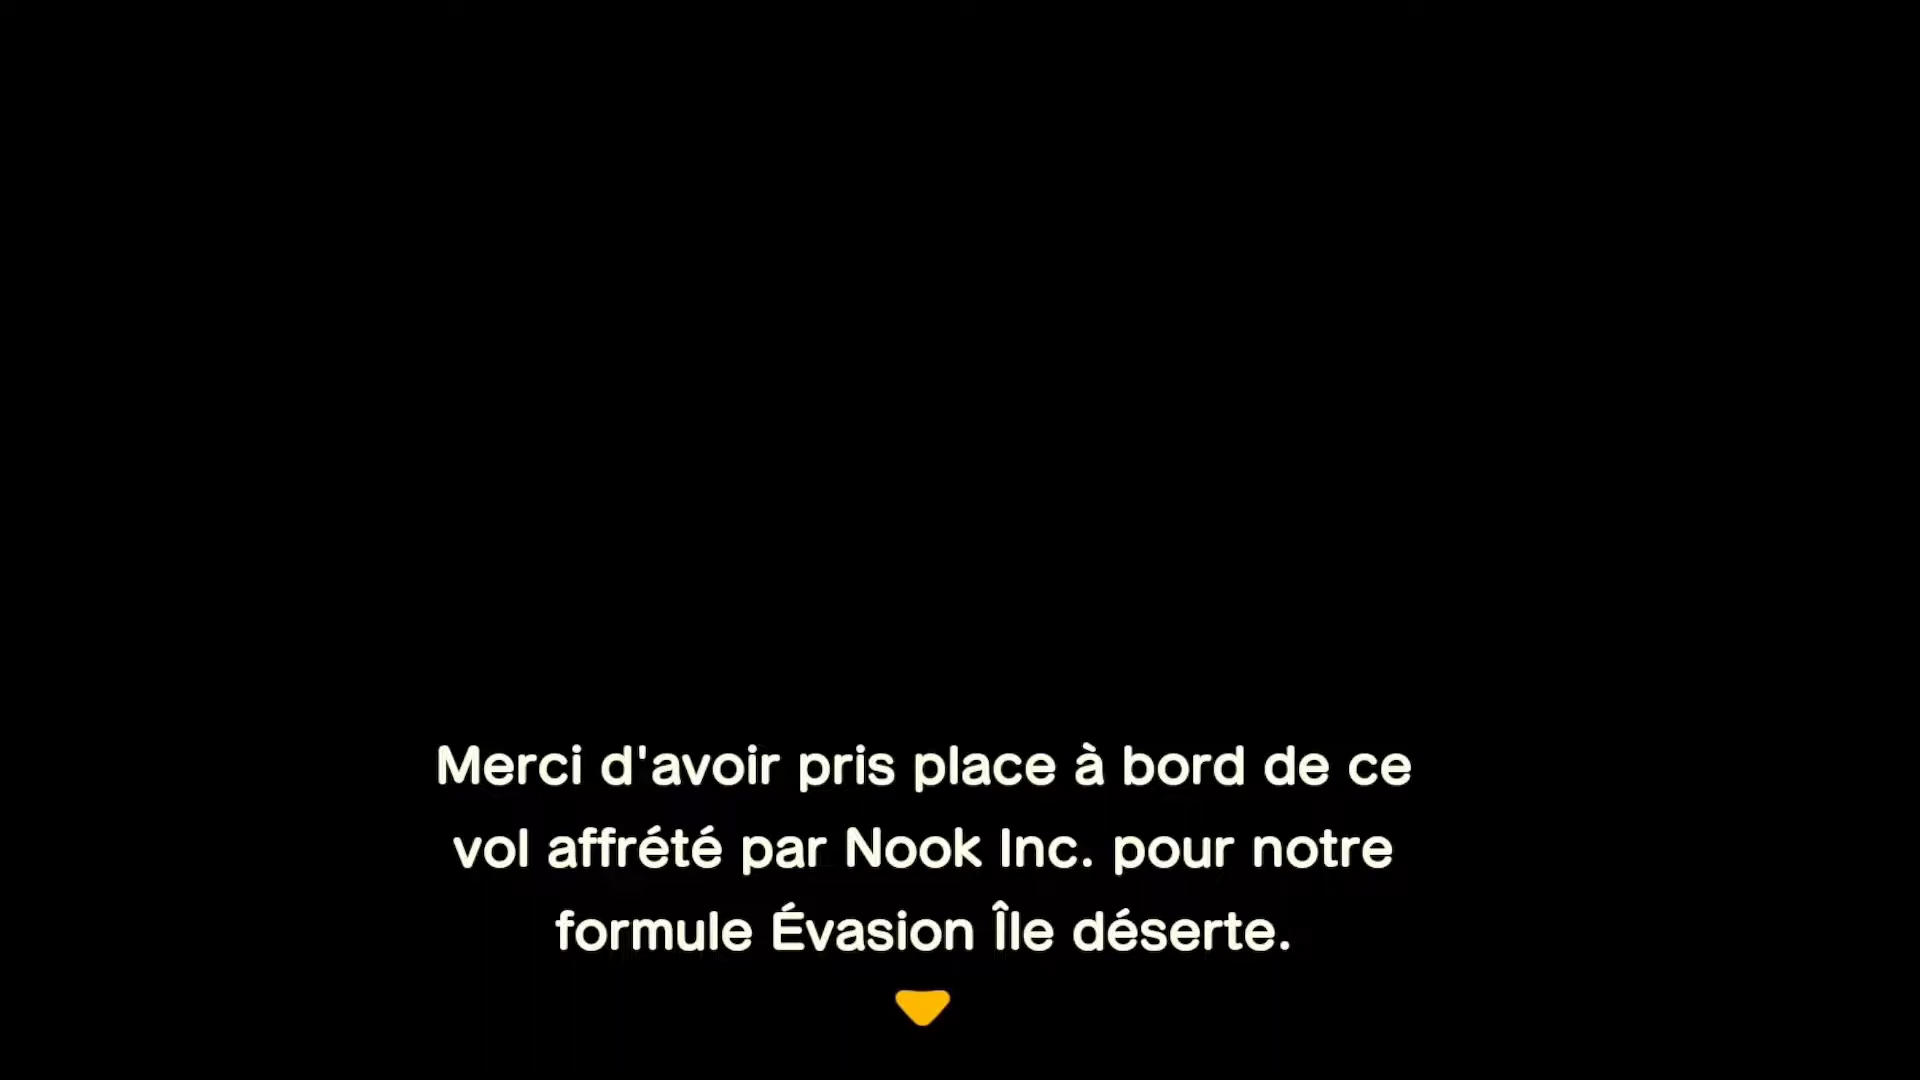 Merci d'avoir pris place à bord de ce
vol affrété par Nook Inc. pour notre
formule Évasion Île déserte.